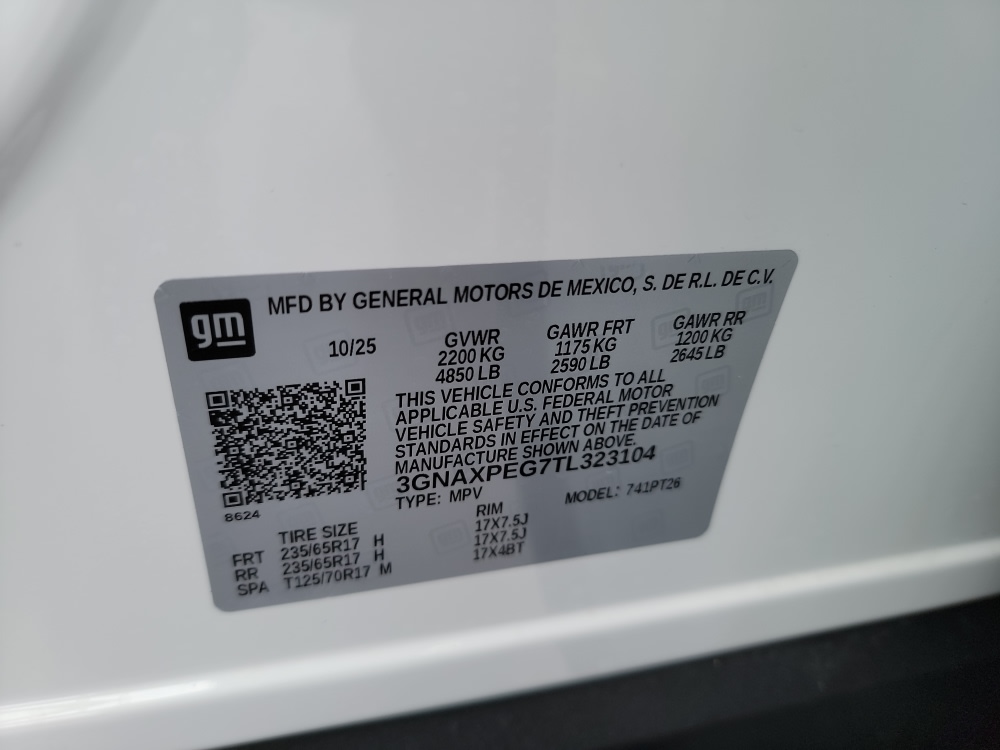 gm
MFD BY GENERAL MOTORS DE MEXICO, S. DE R.L. DE C.V.
10/25 GVWR GAWR FRT GAWR RR
2200 KG 1175 KG 1200 KG
4850 LB 2590 LB 2645 LB
THIS VEHICLE CONFORMS TO ALL
APPLICABLE U.S. FEDERAL MOTOR
VEHICLE SAFETY AND THEFT PREVENTION
STANDARDS IN EFFECT ON THE DATE OF
MANUFACTURE SHOWN ABOVE.
3GNAXPEG7TL323104
TYPE: MPV MODEL: 741PT26
8624
TIRE SIZE RIM
FRT 235/65R17 H 17X7.5J
RR 235/65R17 H 17X7.5J
SPA T125/70R17 M 17X4BT